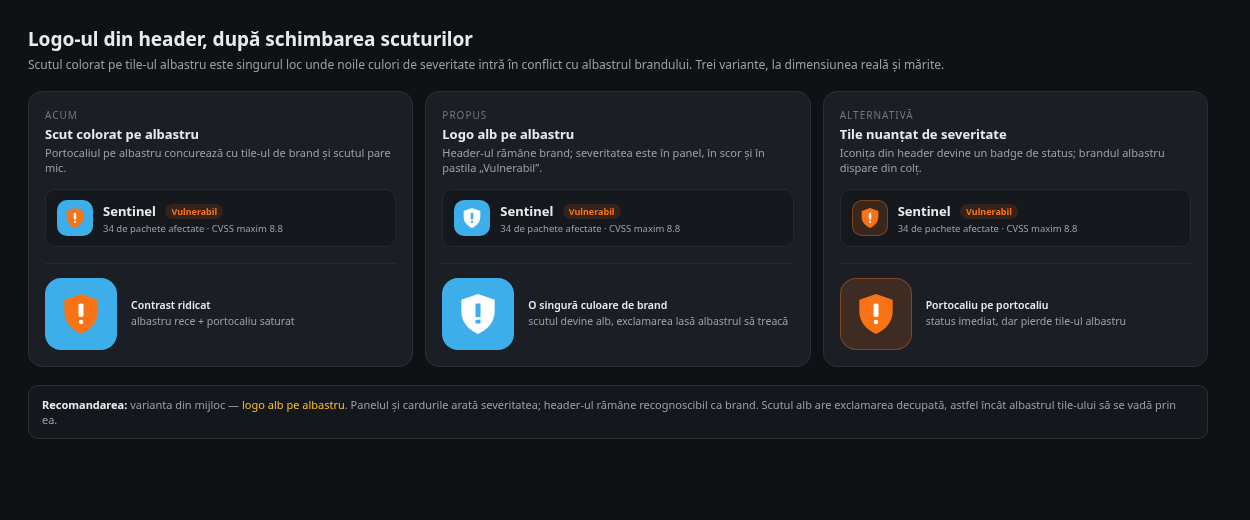 Logo-ul din header, după schimbarea scuturilor
Scutul colorat pe tile-ul albastru este singurul loc unde noile culori de severitate intră în conflict cu albastrul brandului. Trei variante, la dimensiunea reală și mărite.
ACUM
Scut colorat pe albastru
Portocaliul pe albastru concurează cu tile-ul de brand și scutul pare
mic.
Sentinel Vulnerabil
34 de pachete afectate · CVSS maxim 8.8
Contrast ridicat
albastru rece + portocaliu saturat
PROPUS
Logo alb pe albastru
Header-ul rămâne brand; severitatea este în panel, în scor și în
pastila „Vulnerabil”.
Sentinel Vulnerabil
34 de pachete afectate · CVSS maxim 8.8
O singură culoare de brand
scutul devine alb, exclamarea lasă albastrul să treacă
ALTERNATIVĂ
Tile nuanțat de severitate
Iconița din header devine un badge de status; brandul albastru
dispare din colț.
Sentinel Vulnerabil
34 de pachete afectate · CVSS maxim 8.8
Portocaliu pe portocaliu
status imediat, dar pierde tile-ul albastru
Recomandarea: varianta din mijloc — logo alb pe albastru. Panelul și cardurile arată severitatea; header-ul rămâne recognoscibil ca brand. Scutul alb are exclamarea decupată, astfel încât albastrul tile-ului să se vadă prin
ea.